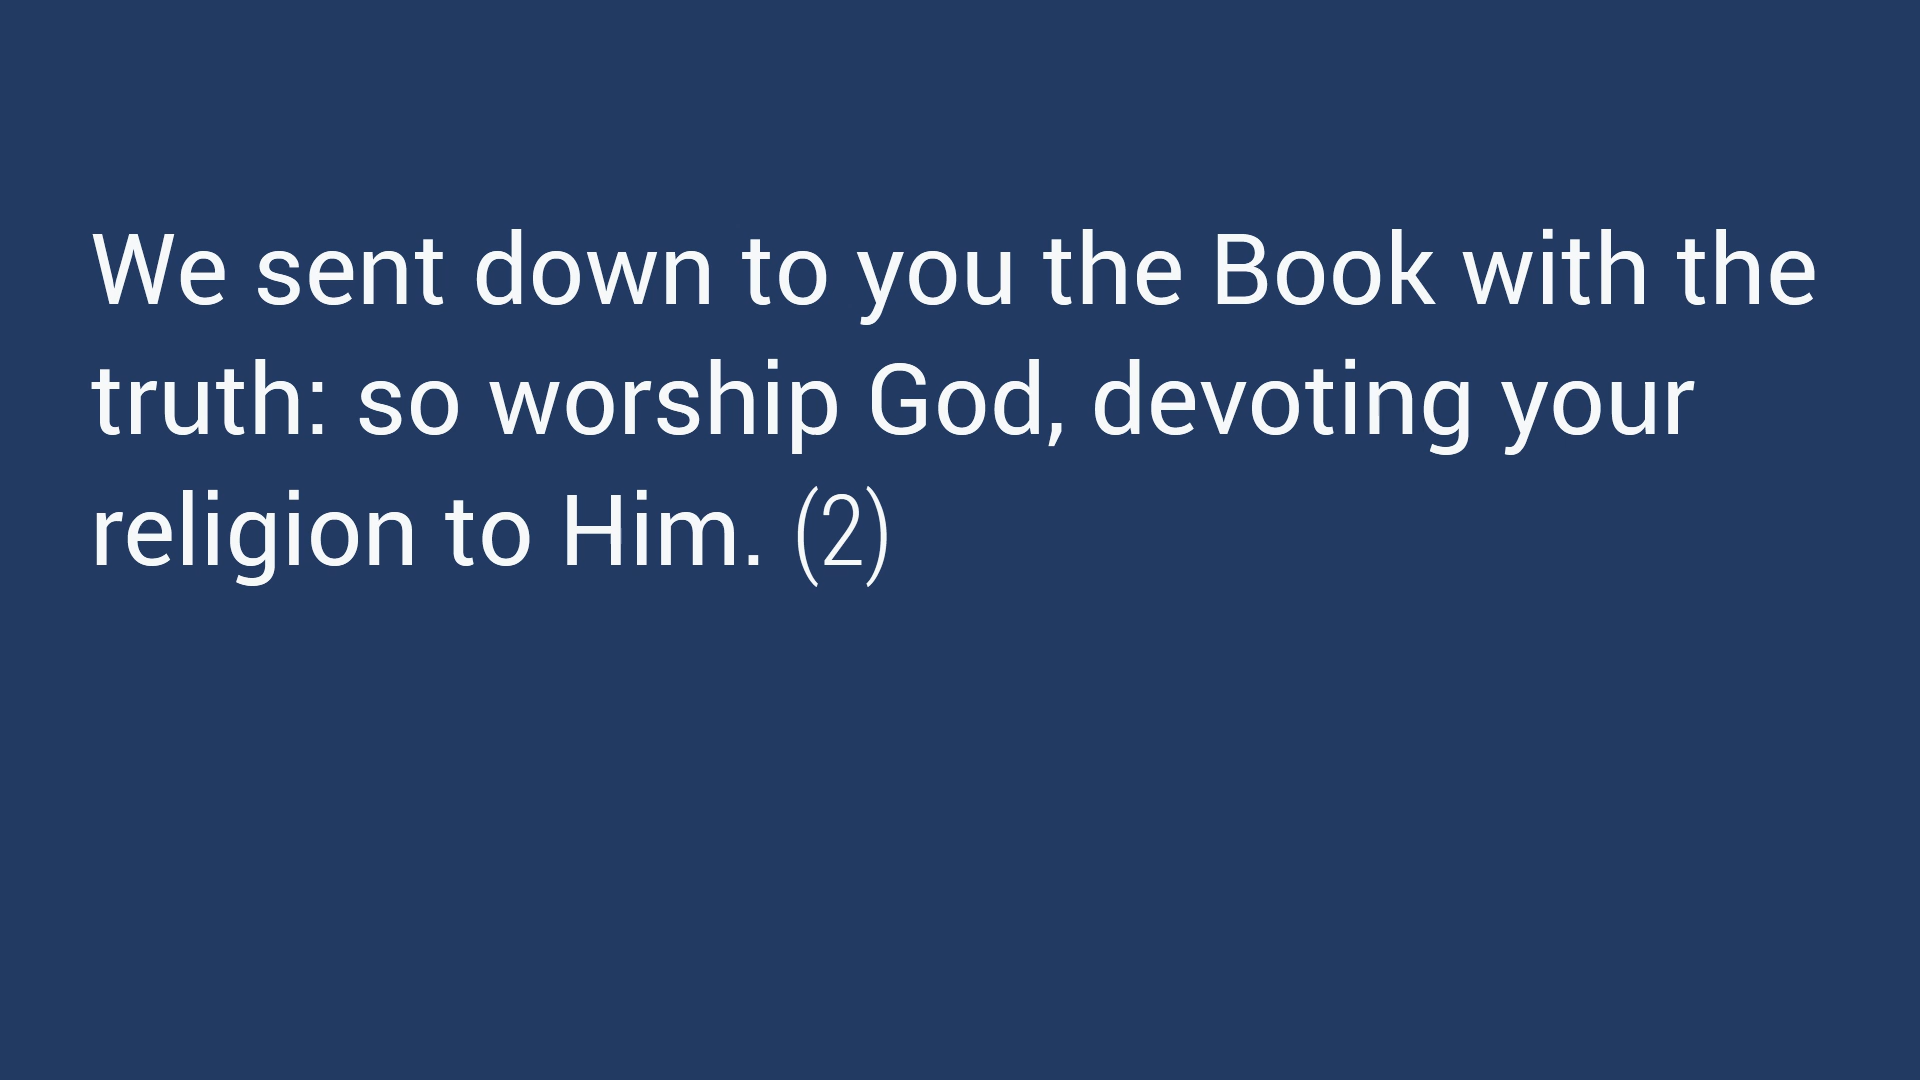 We sent down to you the Book with the
truth: so worship God, devoting your
religion to Him. (2)